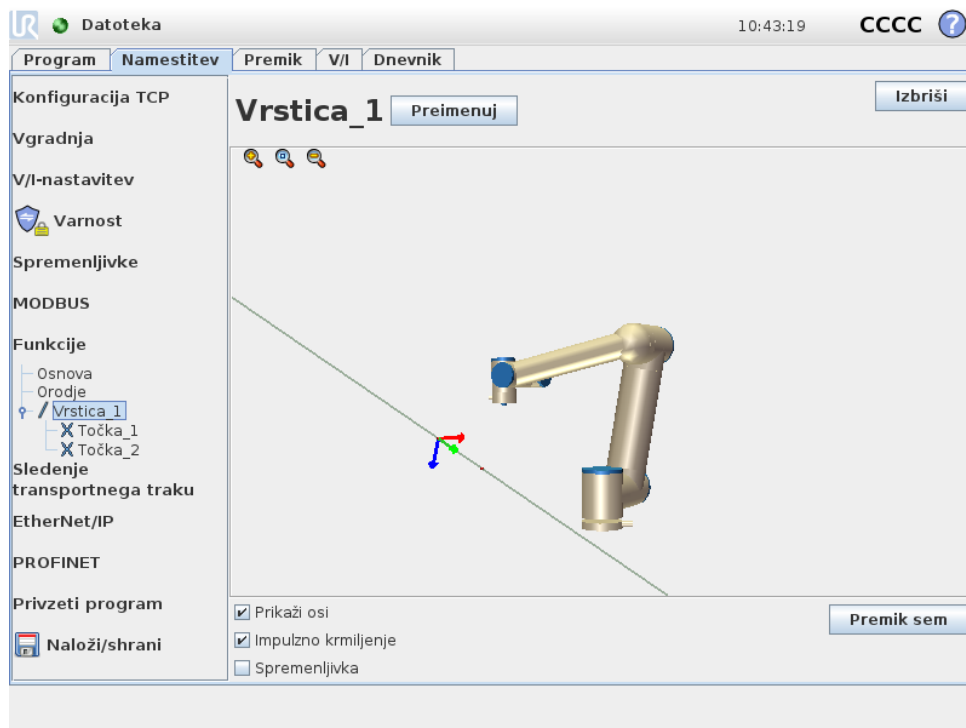 UR Datoteka 10:43:19 CCCC ?
Program Namestitev Premik V/I Dnevnik
Konfiguracija TCP
Vgradnja
V/I-nastavitev
Varnost
Spremenljivke
MODBUS
Funkcije
Osnova
Orodje
Vrstica_1
Točka_1
Točka_2
Sledenje
transportnega traku
EtherNet/IP
PROFINET
Privzeti program
Naloži/shrani
Vrstica_1 Preimenuj Izbriši
Prikaži osi
Impulzno krmiljenje
Spremenljivka
Premik sem